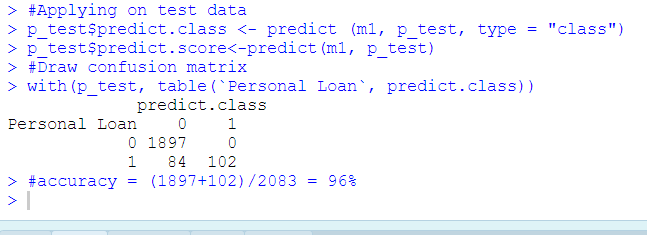 > #Applying on test data
> p_test$predict.class <- predict (m1, p_test, type = "class")
> p_test$predict.score<-predict(m1, p_test)
> #Draw confusion matrix
> with(p_test, table(`Personal Loan`, predict.class))
             predict.class
Personal Loan    0    1
            0 1897    0
            1   84  102
> #accuracy = (1897+102)/2083 = 96%
>